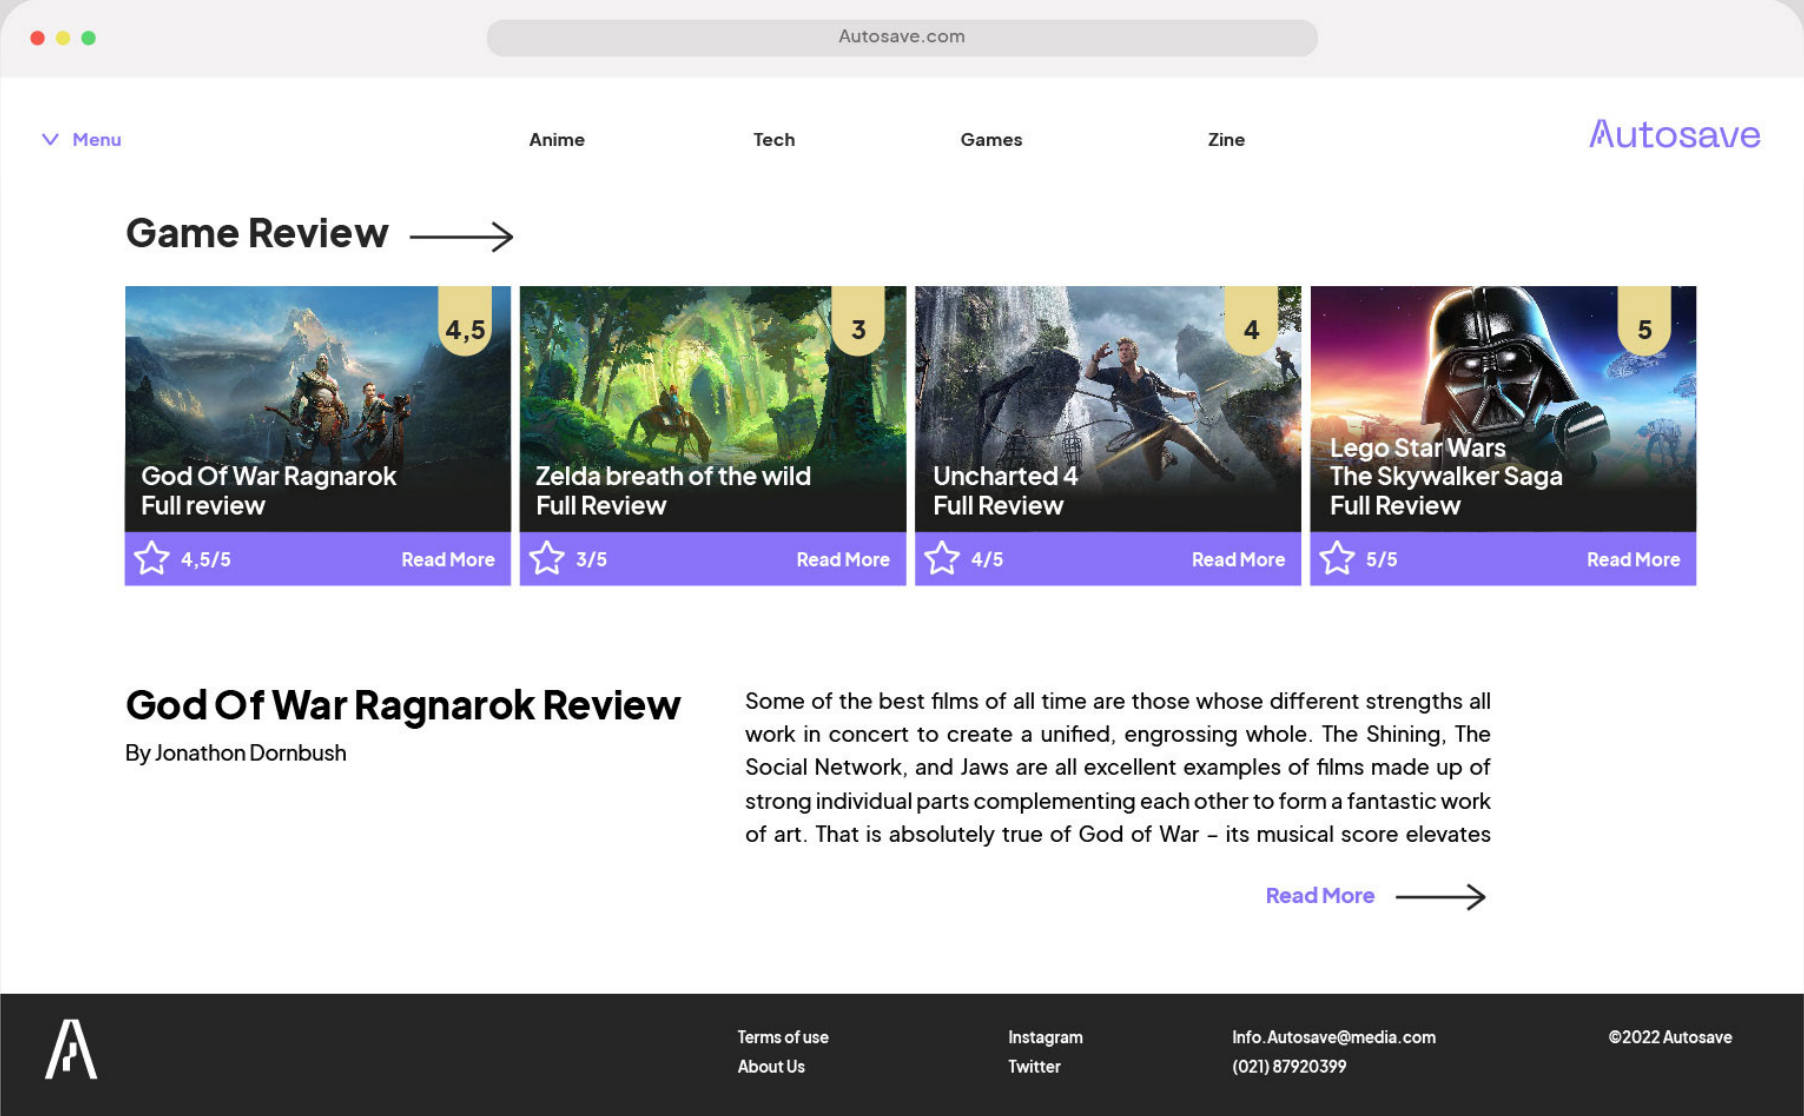 Autosave.com
Menu
Anime
Tech
Games
Zine
Autosave
Game Review
4,5
God Of War Ragnarok
Full review
4,5/5
Read More
3
Zelda breath of the wild
Full Review
3/5
Read More
4
Uncharted 4
Full Review
4/5
Read More
5
Lego Star Wars
The Skywalker Saga
Full Review
5/5
Read More
God Of War Ragnarok Review
By Jonathon Dornbush
Some of the best films of all time are those whose different strengths all
work in concert to create a unified, engrossing whole. The Shining, The
Social Network, and Jaws are all excellent examples of films made up of
strong individual parts complementing each other to form a fantastic work
of art. That is absolutely true of God of War – its musical score elevates
Read More
Terms of use
About Us
Instagram
Twitter
Info.Autosave@media.com
(021) 87920399
©2022 Autosave